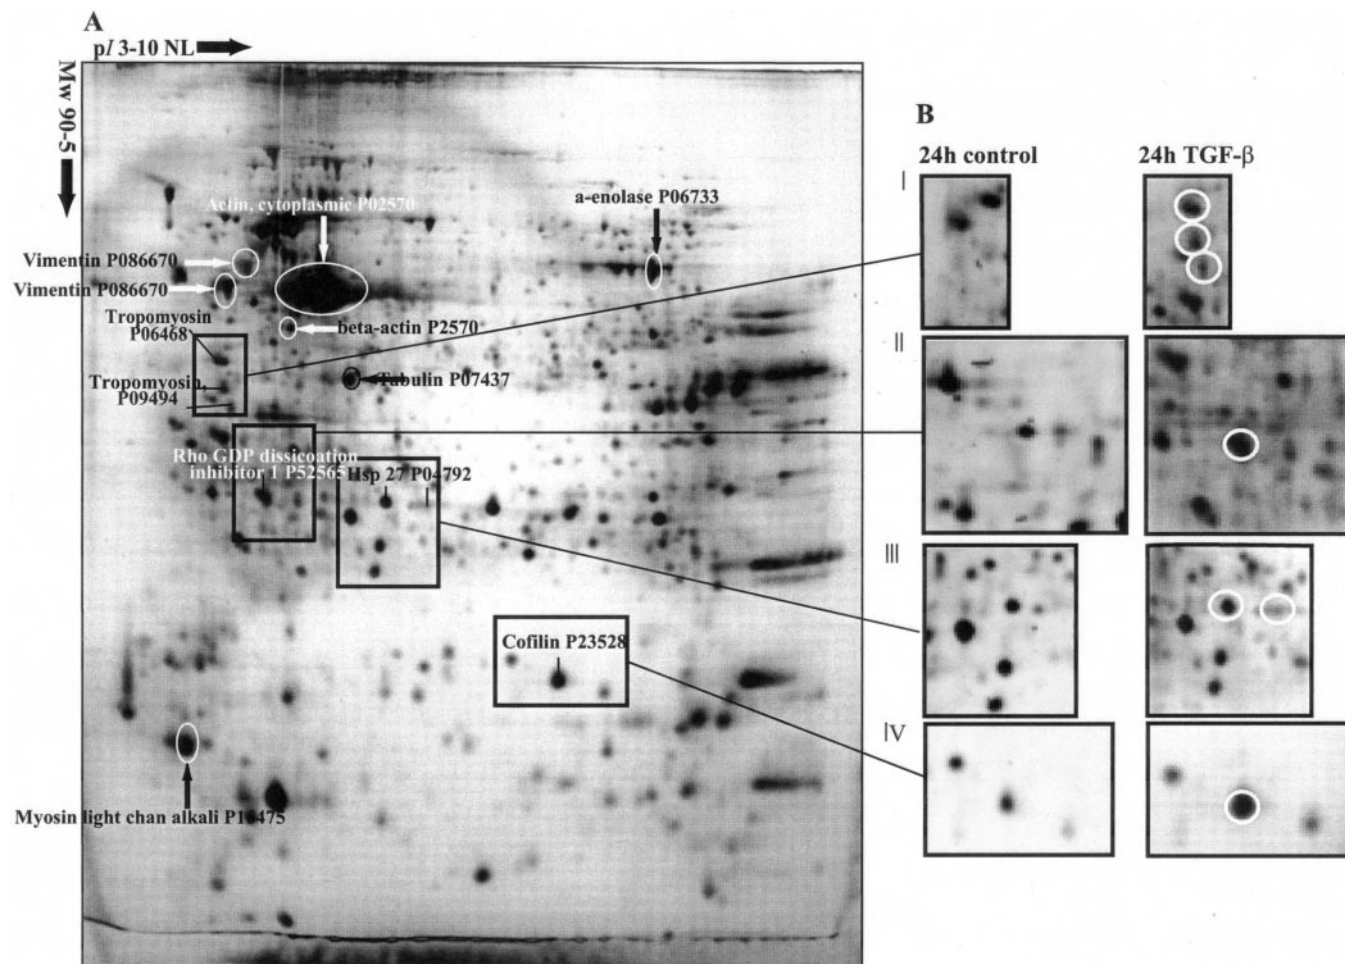 A
pI 3-10 NL
Mw 90-5
B
24h control
24h TGF-β
I
Actin, cytoplasmic P02570
a-enolase P06733
Vimentin P086670
Vimentin P086670
Tropomyosin
P06468
beta-actin P2570
II
Tropomyosin
P09494
Tubulin P07437
Rho GDP dissicoation
inhibitor 1 P52565
Hsp 27 P04792
III
Cofilin P23528
IV
Myosin light chan alkali